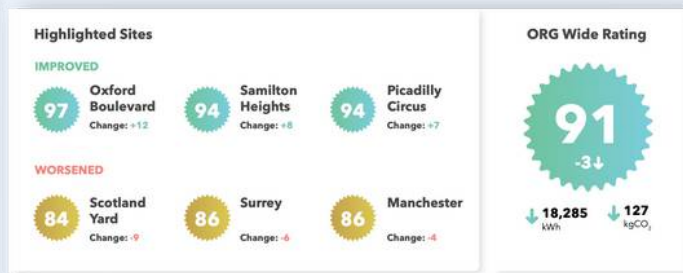 Highlighted Sites
IMPROVED
97
Oxford
Boulevard
Change: +12
94
Samilton
Heights
Change: +8
94
Picadilly
Circus
Change: +7
WORSENED
84
Scotland
Yard
Change: -9
86
Surrey
Change: -6
86
Manchester
Change: -4
ORG Wide Rating
91
-3↓
↓ 18,285
kWh
↓ 127
kgCO₂